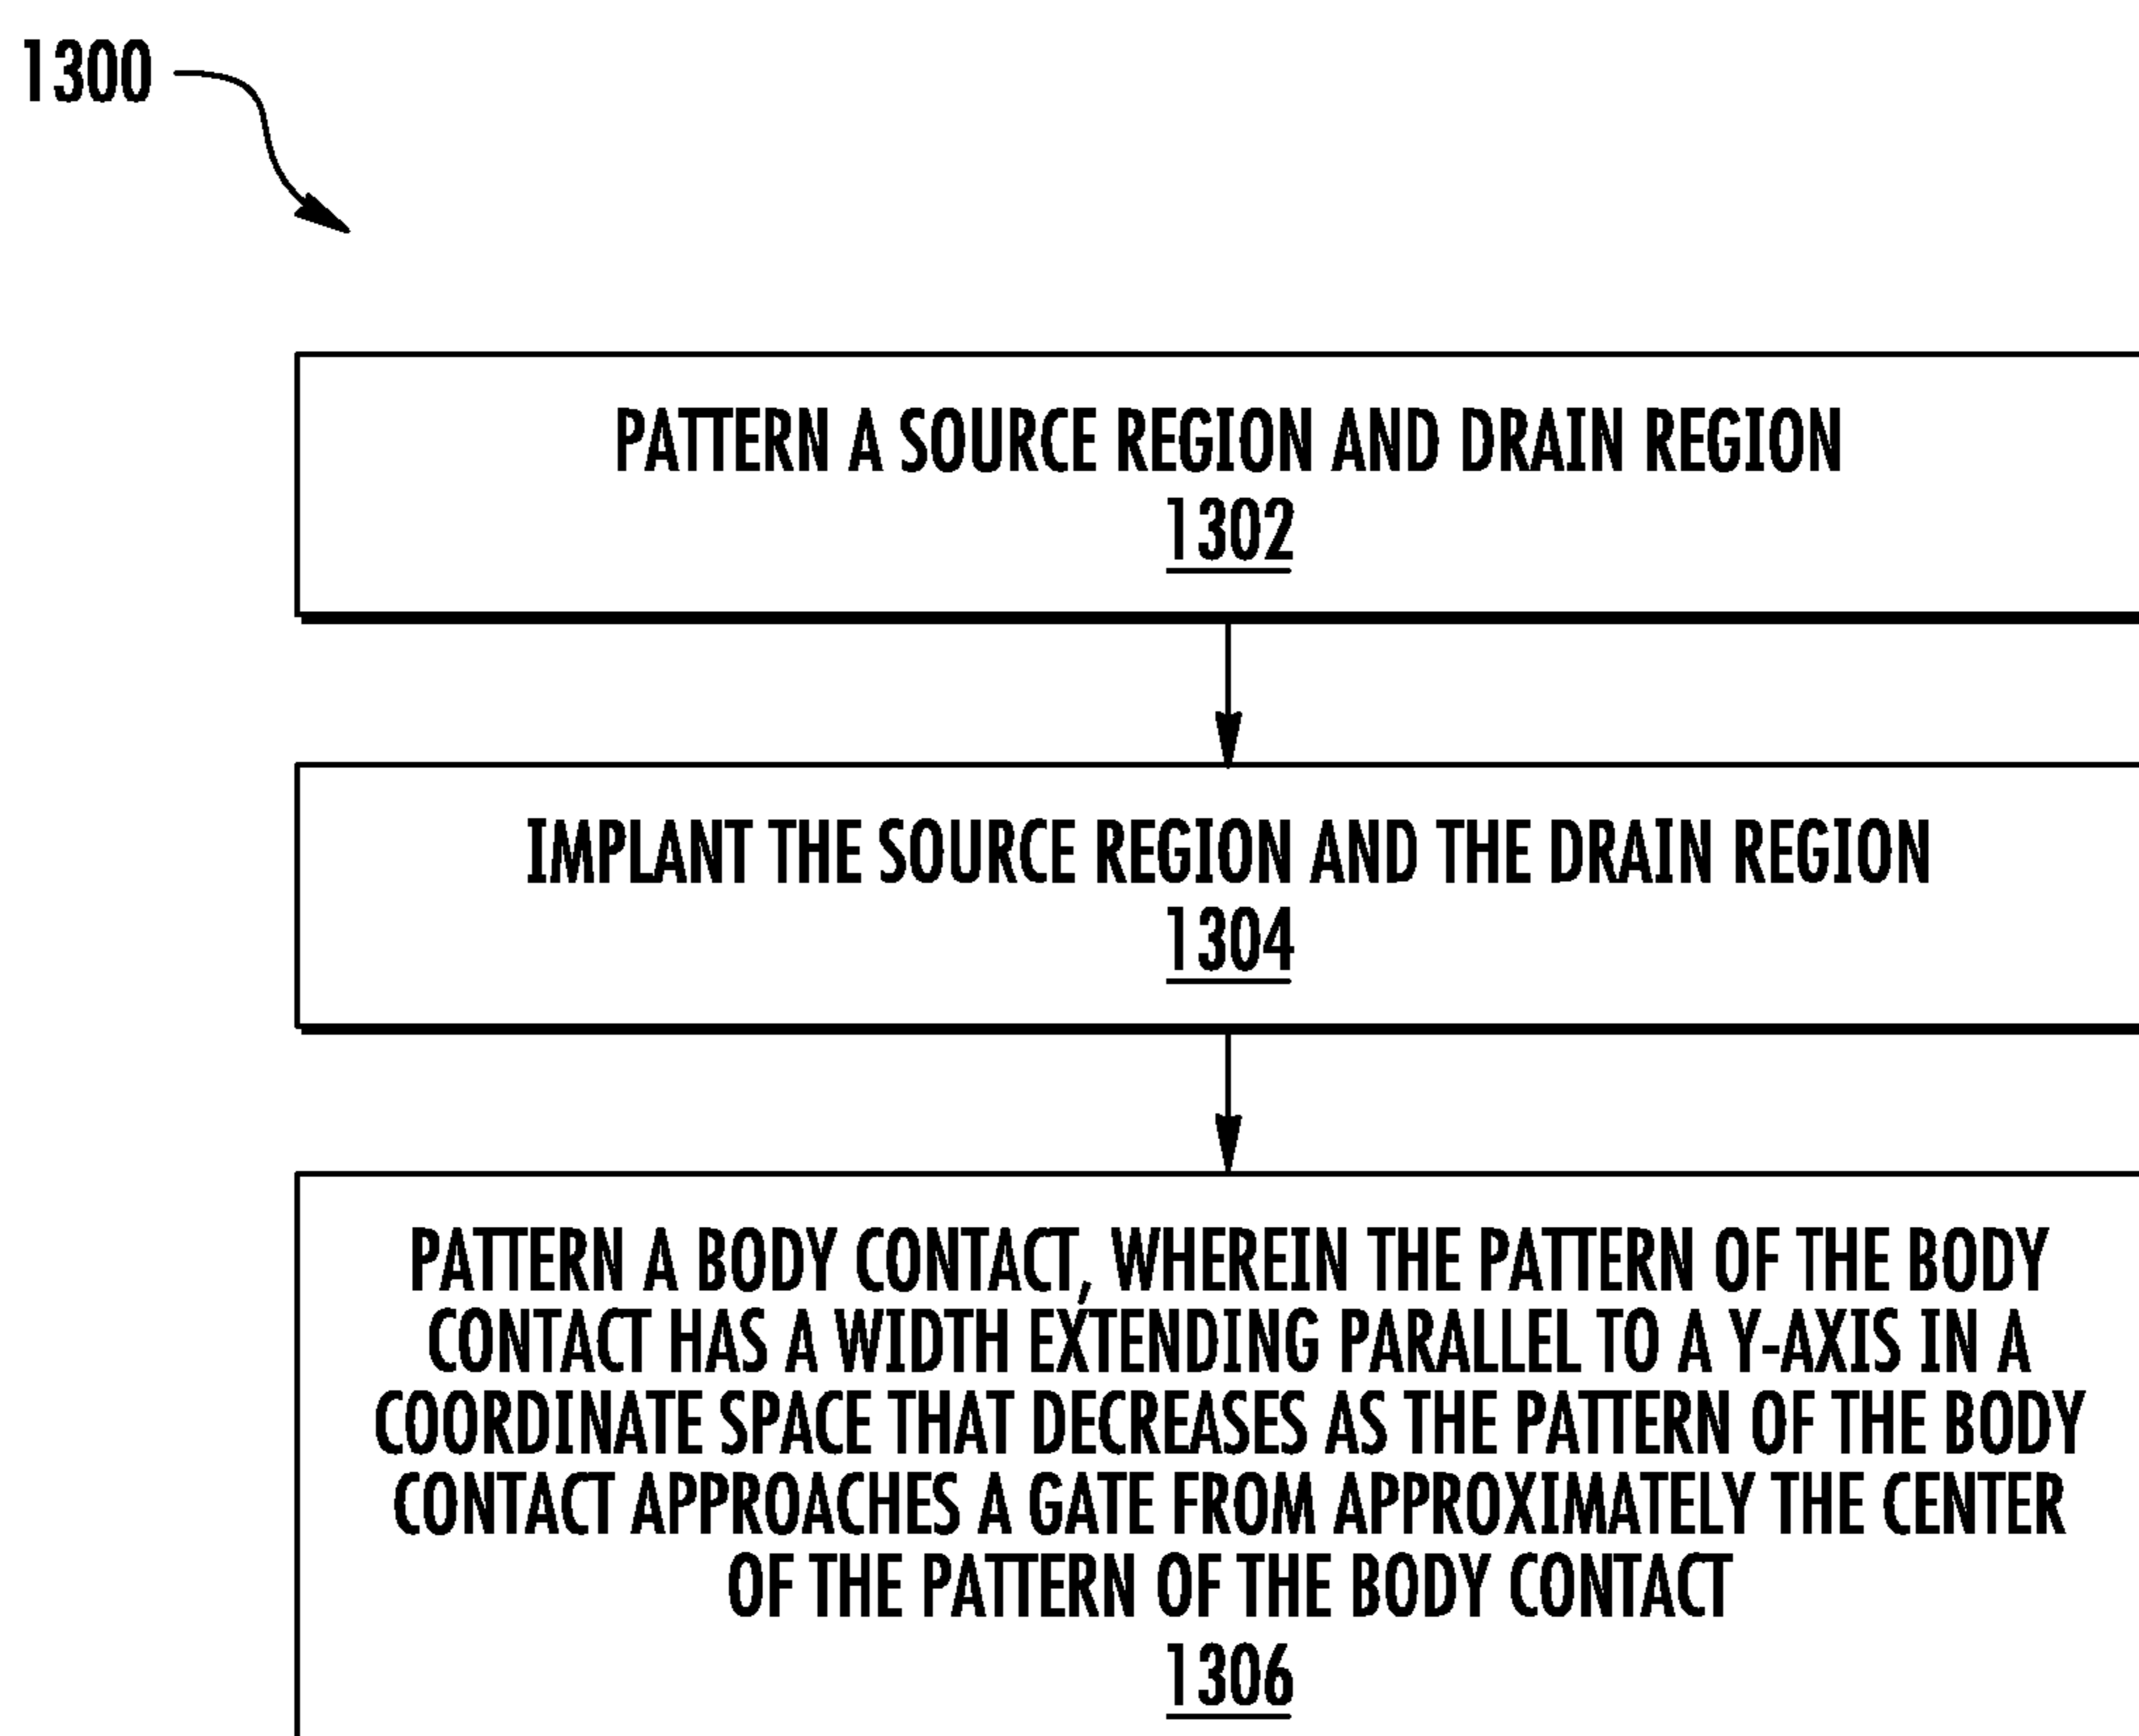 1300
PATTERN A SOURCE REGION AND DRAIN REGION
1302
IMPLANT THE SOURCE REGION AND THE DRAIN REGION
1304
PATTERN A BODY CONTACT, WHEREIN THE PATTERN OF THE BODY
CONTACT HAS A WIDTH EXTENDING PARALLEL TO A Y-AXIS IN A
COORDINATE SPACE THAT DECREASES AS THE PATTERN OF THE BODY
CONTACT APPROACHES A GATE FROM APPROXIMATELY THE CENTER
OF THE PATTERN OF THE BODY CONTACT
1306